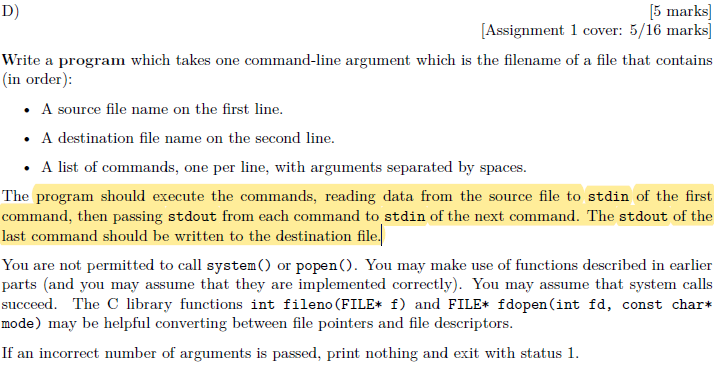 D) [5 marks]
[Assignment 1 cover: 5/16 marks]
Write a program which takes one command-line argument which is the filename of a file that contains
(in order):
• A source file name on the first line.
• A destination file name on the second line.
• A list of commands, one per line, with arguments separated by spaces.
The program should execute the commands, reading data from the source file to stdin of the first
command, then passing stdout from each command to stdin of the next command. The stdout of the
last command should be written to the destination file.
You are not permitted to call system() or popen(). You may make use of functions described in earlier
parts (and you may assume that they are implemented correctly). You may assume that system calls
succeed. The C library functions int fileno(FILE* f) and FILE* fdopen(int fd, const char*
mode) may be helpful converting between file pointers and file descriptors.
If an incorrect number of arguments is passed, print nothing and exit with status 1.